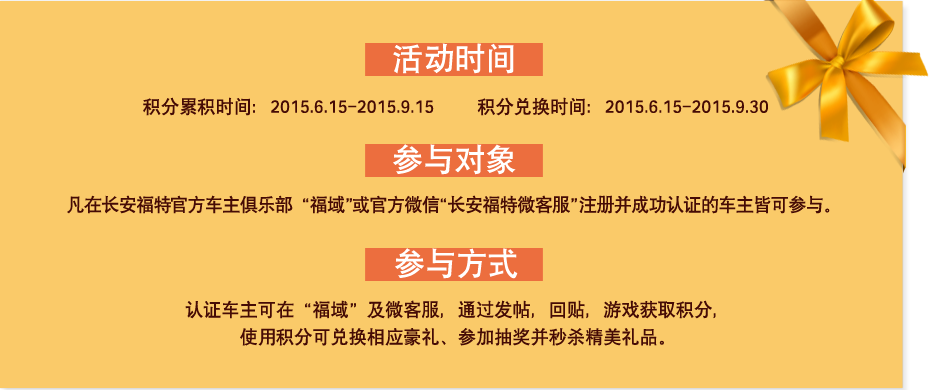 活动时间
积分累积时间： 2015.6.15-2015.9.15 积分兑换时间： 2015.6.15-2015.9.30
参与对象
凡在长安福特官方车主俱乐部 “福域”或官方微信“长安福特微客服”注册并成功认证的车主皆可参与。
参与方式
认证车主可在 “福域” 及微客服，通过发帖，回贴，游戏获取积分，
使用积分可兑换相应豪礼、参加抽奖并秒杀精美礼品。